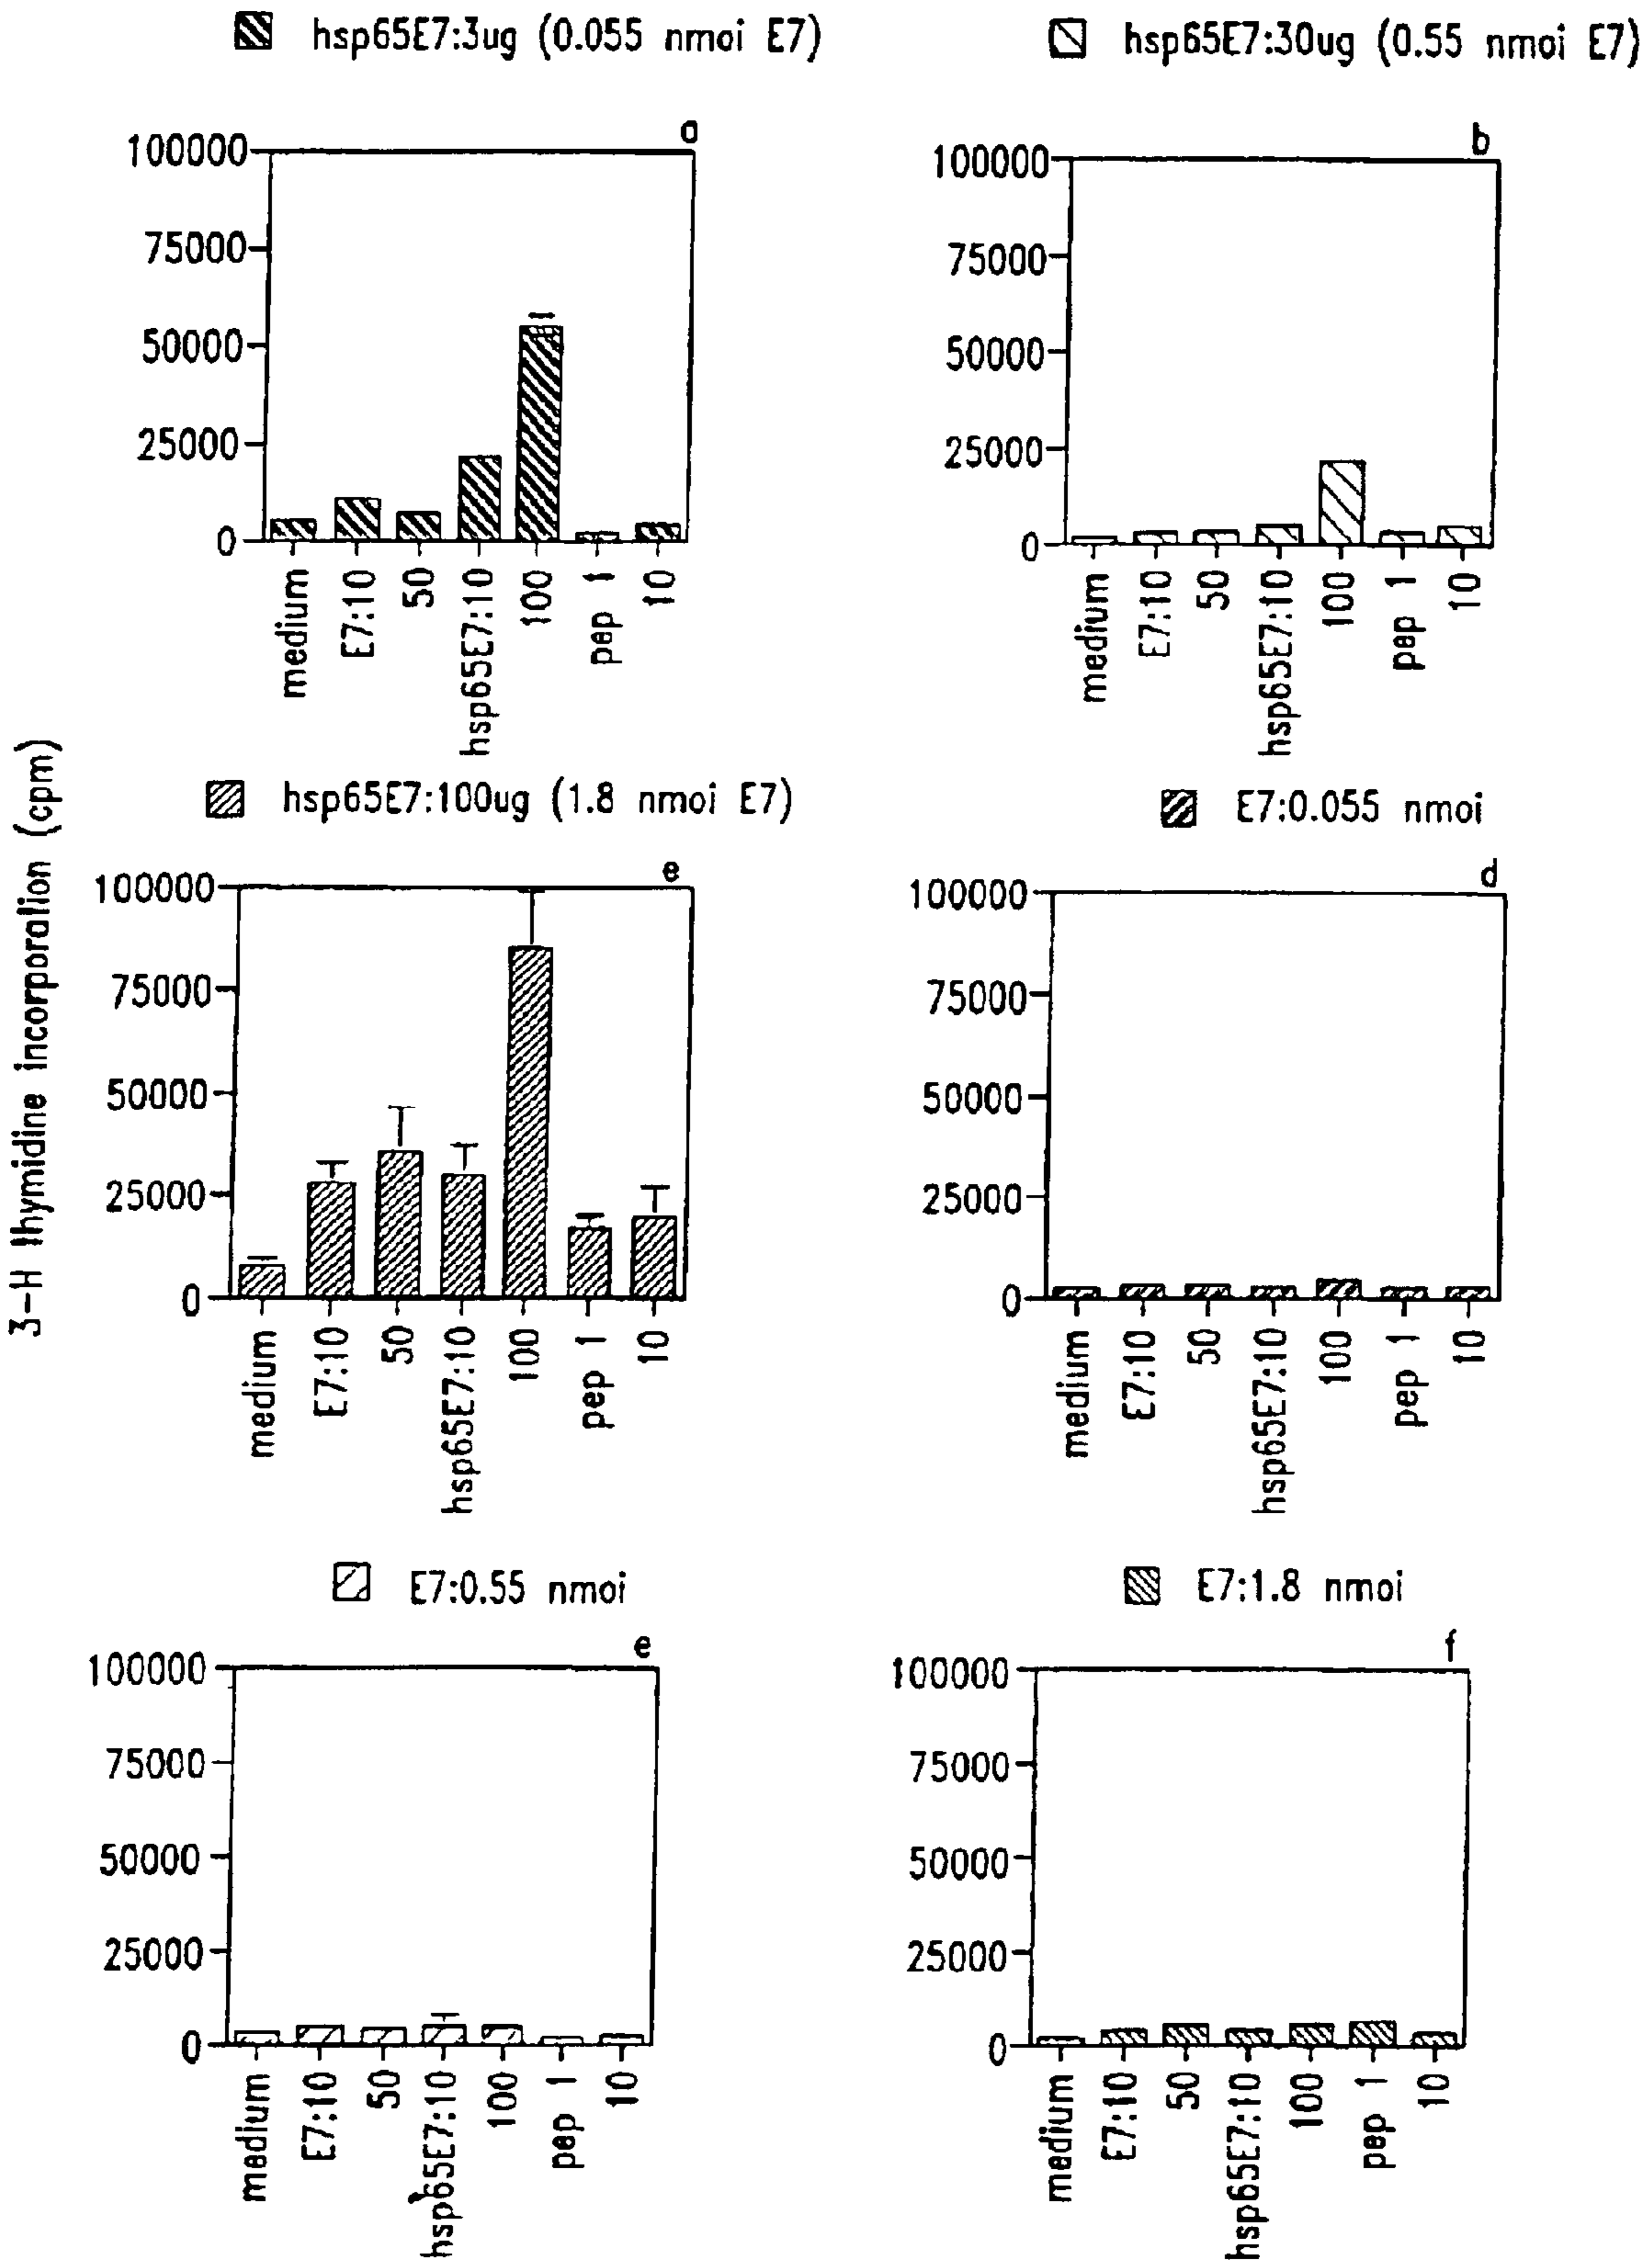 hsp65E7:3ug (0.055 nmoi E7)
a
100000
75000
50000
25000
0
medium
E7:10
50
hsp65E7:10
100
pep 1
10
hsp65E7:30ug (0.55 nmoi E7)
b
100000
75000
50000
25000
0
medium
E7:10
50
hsp65E7:10
100
pep 1
10
3-H Ihymidine incorporation (cpm)
hsp65E7:100ug (1.8 nmoi E7)
e
100000
75000
50000
25000
0
medium
E7:10
50
hsp65E7:10
100
pep 1
10
E7:0.055 nmoi
d
100000
75000
50000
25000
0
medium
E7:10
50
hsp65E7:10
100
pep 1
10
E7:0.55 nmoi
e
100000
75000
50000
25000
0
medium
E7:10
50
hsp65E7:10
100
pep 1
10
E7:1.8 nmoi
f
100000
75000
50000
25000
0
medium
E7:10
50
hsp65E7:10
100
pep 1
10